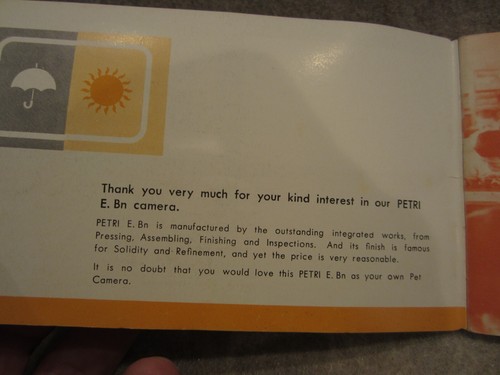 Thank you very much for your kind interest in our PETRI
E. Bn camera.
PETRI E. Bn is manufactured by the outstanding integrated works, from
Pressing, Assembling, Finishing and Inspections. And its finish is famous
for Solidity and Refinement, and yet the price is very reasonable.
It is no doubt that you would love this PETRI E. Bn as your own Pet
Camera.